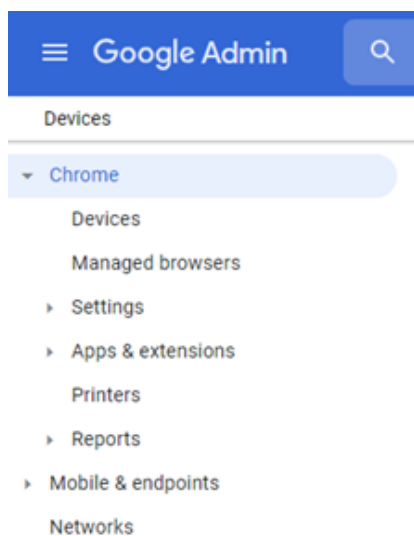 Google Admin
Devices
Chrome
Devices
Managed browsers
Settings
Apps & extensions
Printers
Reports
Mobile & endpoints
Networks